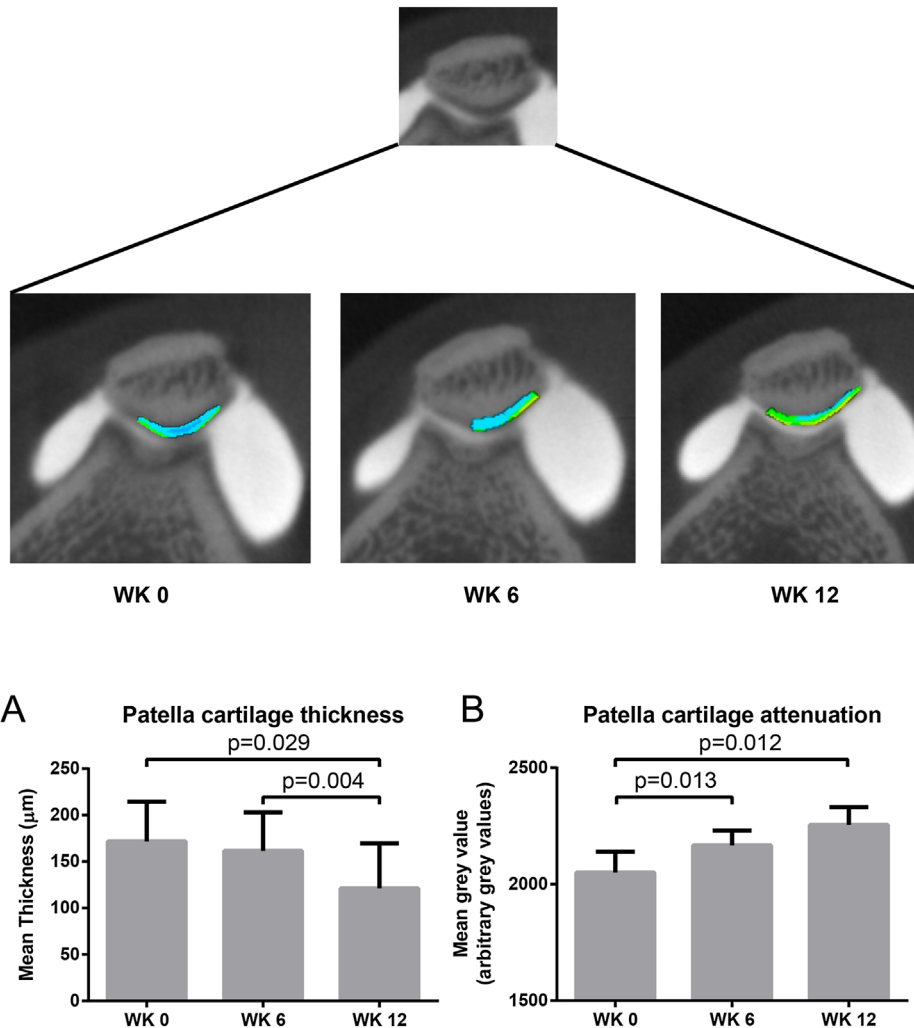 WK 0
WK 6
WK 12
A
Patella cartilage thickness
p=0.029
p=0.004
Mean Thickness (μm)
250
200
150
100
50
0
WK 0
WK 6
WK 12
B
Patella cartilage attenuation
p=0.012
p=0.013
Mean grey value
(arbitrary grey values)
2500
2000
1500
WK 0
WK 6
WK 12